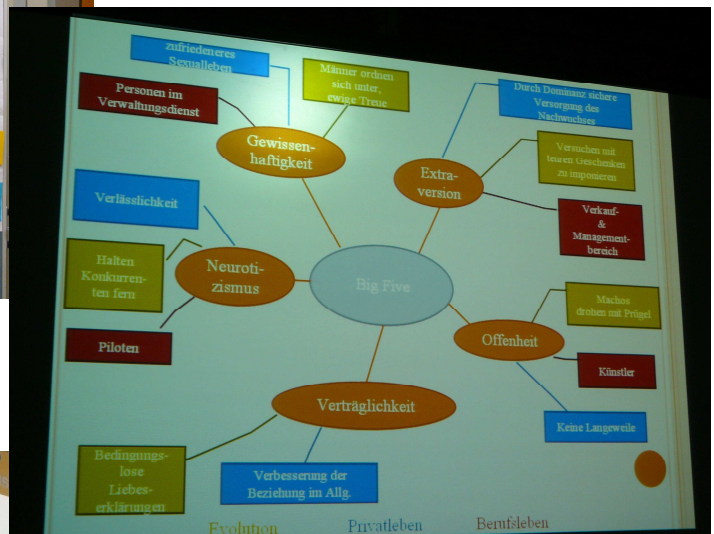 zufriedeneres
Sexualleben
Personen im
Verwaltungsdienst
Männer ordnen
sich unter,
ewige Treue
Gewissen-
haftigkeit
Durch Dominanz sichere
Versorgung des
Nachwuchses
Versuchen mit
teuren Geschenken
zu imponieren
Extra-
version
Verkauf-
&
Management-
bereich
Verlässlichkeit
Halten
Konkurren-
ten fern
Neuroti-
zismus
Piloten
Big Five
Machos
drohen mit Prügel
Offenheit
Künstler
Keine Langeweile
Verträglichkeit
Bedingungs-
lose
Liebes-
erklärungen
Verbesserung der
Beziehung im Allg.
Evolution
Privatleben
Berufsleben